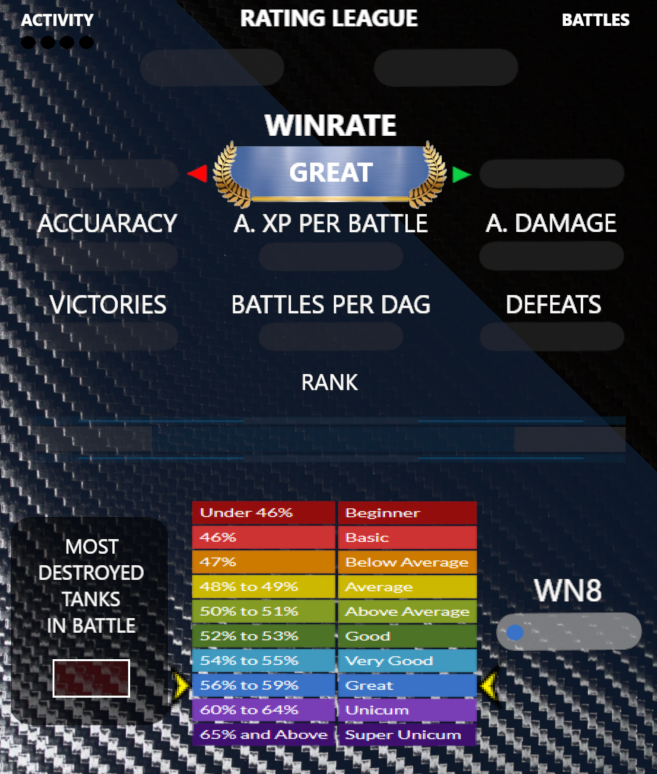 ACTIVITY
RATING LEAGUE
BATTLES
WINRATE
GREAT
ACCUARACY
A. XP PER BATTLE
A. DAMAGE
VICTORIES
BATTLES PER DAG
DEFEATS
RANK
MOST
DESTROYED
TANKS
IN BATTLE
Under 46% Beginner
46% Basic
47% Below Average
48% to 49% Average
50% to 51% Above Average
52% to 53% Good
54% to 55% Very Good
56% to 59% Great
60% to 64% Unicum
65% and Above Super Unicum
WN8